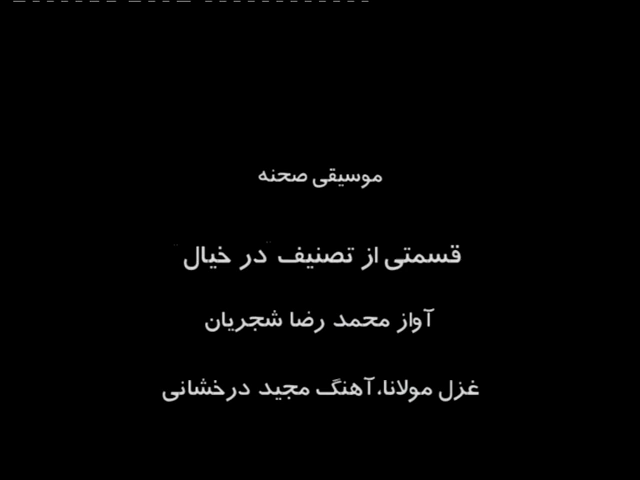 موسیقی صحنه
قسمتی از تصنیف "در خیال"
آواز محمد رضا شجریان
غزل مولانا،آهنگ مجید درخشانی